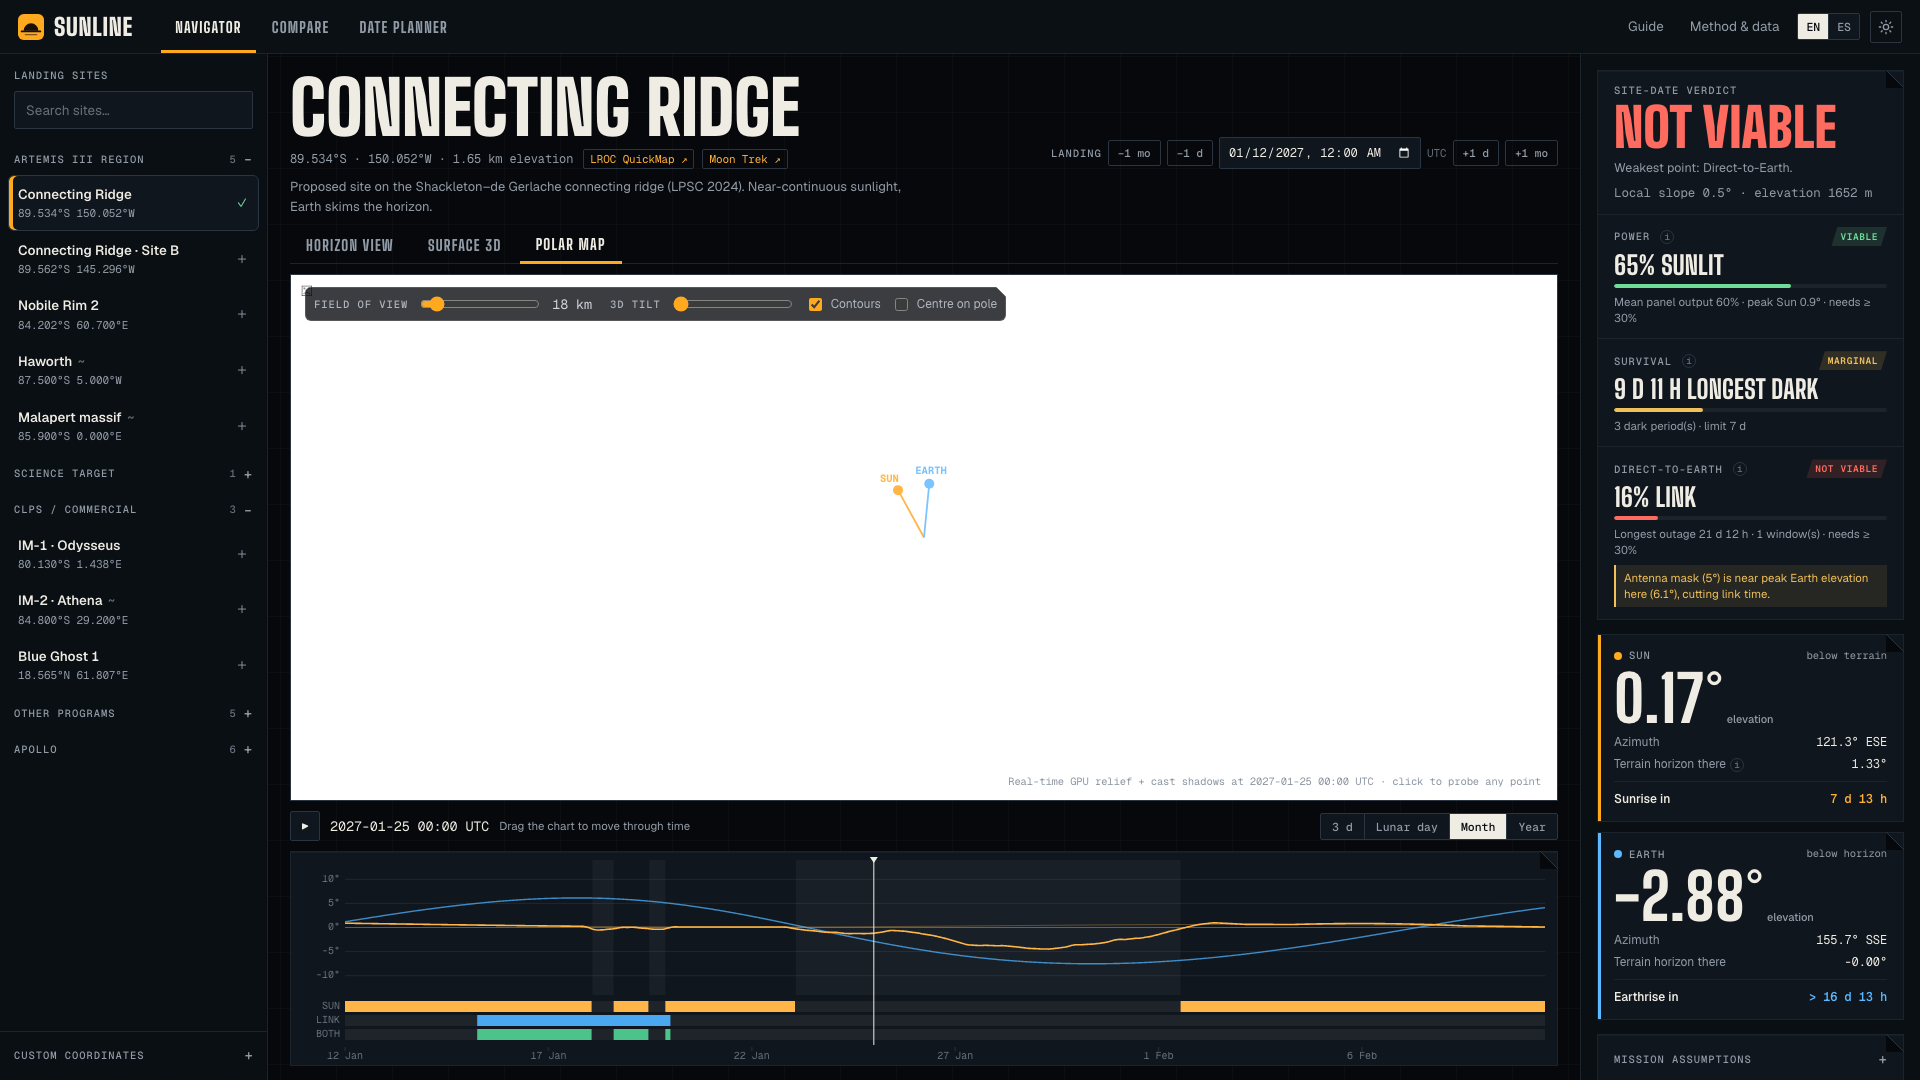 SUNLINE
NAVIGATOR
COMPARE
DATE PLANNER
Guide
Method & data
EN
ES
LANDING SITES
Search sites…
ARTEMIS III REGION 5 −
Connecting Ridge ✓
89.534°S 150.052°W
Connecting Ridge · Site B +
89.562°S 145.296°W
Nobile Rim 2 +
84.202°S 60.700°E
Haworth ~ +
87.500°S 5.000°W
Malapert massif ~ +
85.900°S 0.000°E
SCIENCE TARGET 1 +
CLPS / COMMERCIAL 3 −
IM-1 · Odysseus +
80.130°S 1.438°E
IM-2 · Athena ~ +
84.800°S 29.200°E
Blue Ghost 1 +
18.565°N 61.807°E
OTHER PROGRAMS 5 +
APOLLO 6 +
CUSTOM COORDINATES +
CONNECTING RIDGE
89.534°S · 150.052°W · 1.65 km elevation LROC QuickMap ↗ Moon Trek ↗
Proposed site on the Shackleton–de Gerlache connecting ridge (LPSC 2024). Near-continuous sunlight,
Earth skims the horizon.
LANDING −1 mo −1 d 01/12/2027, 12:00 AM UTC +1 d +1 mo
HORIZON VIEW
SURFACE 3D
POLAR MAP
FIELD OF VIEW 18 km 3D TILT Contours Centre on pole
SUN
EARTH
Real-time GPU relief + cast shadows at 2027-01-25 00:00 UTC · click to probe any point
2027-01-25 00:00 UTC Drag the chart to move through time
3 d Lunar day Month Year
10°
5°
0°
-5°
-10°
SUN
LINK
BOTH
12 Jan 17 Jan 22 Jan 27 Jan 1 Feb 6 Feb
SITE-DATE VERDICT
NOT VIABLE
Weakest point: Direct-to-Earth.
Local slope 0.5° · elevation 1652 m
POWER i VIABLE
65% SUNLIT
Mean panel output 60% · peak Sun 0.9° · needs ≥
30%
SURVIVAL i MARGINAL
9 D 11 H LONGEST DARK
3 dark period(s) · limit 7 d
DIRECT-TO-EARTH i NOT VIABLE
16% LINK
Longest outage 21 d 12 h · 1 window(s) · needs ≥
30%
Antenna mask (5°) is near peak Earth elevation
here (6.1°), cutting link time.
SUN below terrain
0.17° elevation
Azimuth 121.3° ESE
Terrain horizon there i 1.33°
Sunrise in 7 d 13 h
EARTH below horizon
−2.88° elevation
Azimuth 155.7° SSE
Terrain horizon there -0.00°
Earthrise in > 16 d 13 h
MISSION ASSUMPTIONS +